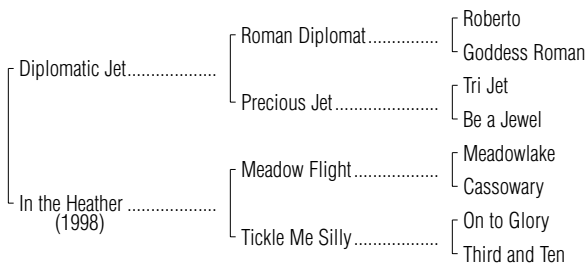 Roberto
Roman Diplomat
Goddess Roman
Diplomatic Jet
Tri Jet
Precious Jet
Be a Jewel
Meadowlake
Meadow Flight
Cassowary
In the Heather
(1998)
On to Glory
Tickle Me Silly
Third and Ten